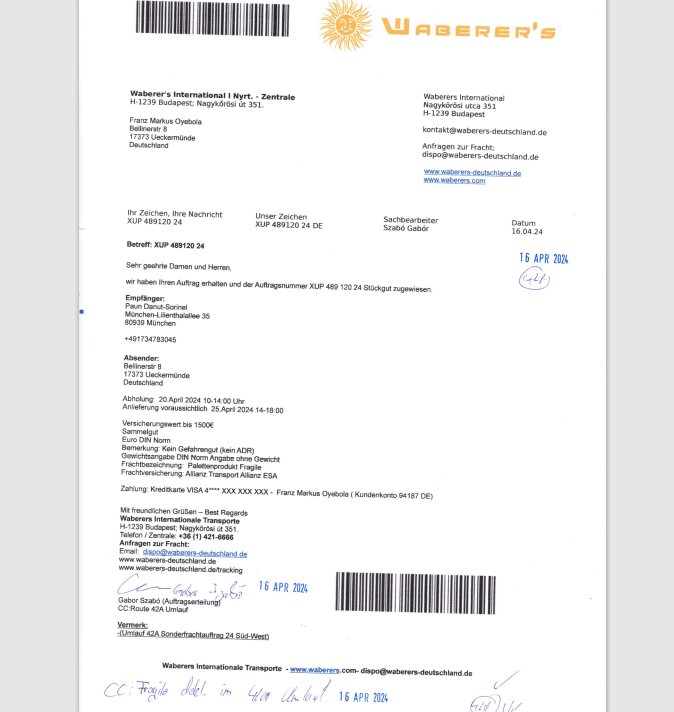 WABERER'S
Waberer's International l Nyrt. - Zentrale
H-1239 Budapest; Nagykőrösi út 351.
Franz Markus Oyebola
Bellinerstr 8
17373 Ueckermünde
Deutschland
Waberers International
Nagykőrösi utca 351
H-1239 Budapest
kontakt@waberers-deutschland.de
Anfragen zur Fracht:
dispo@waberers-deutschland.de
www.waberers-deutschland.de
www.waberers.com
Ihr Zeichen, Ihre Nachricht
XUP 489120 24
Unser Zeichen
XUP 489120 24 DE
Sachbearbeiter
Szabó Gabór
Datum
16.04.24
Betreff: XUP 489120 24
16 APR 2024
Sehr geehrte Damen und Herren,
wir haben Ihren Auftrag erhalten und der Auftragsnummer XUP 489 120 24 Stückgut zugewiesen.
Empfänger:
Paun Danut-Sorinel
München-Lilienthalallee 35
80939 München
+491734783045
Absender:
Bellinerstr 8
17373 Ueckermünde
Deutschland
Abholung: 20.April 2024 10-14:00 Uhr
Anlieferung voraussichtlich 25.April 2024 14-18:00
Versicherungswert bis 1500€
Sammelgut
Euro DIN Norm
Bemerkung: Kein Gefahrengut (kein ADR)
Gewichtsangabe DIN Norm Angabe ohne Gewicht
Frachtbezeichnung: Palettenprodukt Fragile
Frachtversicherung: Allianz Transport Allianz ESA
Zahlung: Kreditkarte VISA 4**** XXX XXX XXX - Franz Markus Oyebola ( Kundenkonto 94187 DE)
Mit freundlichen Grüßen – Best Regards
Waberers Internationale Transporte
H-1239 Budapest; Nagykőrösi út 351.
Telefon / Zentrale: +36 (1) 421-6666
Anfragen zur Fracht:
Email: dispo@waberers-deutschland.de
www.waberers-deutschland.de
www.waberers-deutschland.de/tracking
16 APR 2024
Gabor Szabó (Auftragserteilung)
CC:Route 42A Umlauf
Vermerk:
-(Umlauf 42A Sonderfrachtauftrag 24 Süd-West)
Waberers Internationale Transporte - www.waberers.com- dispo@waberers-deutschland.de
CC: Fragile im Umlauf
16 APR 2024